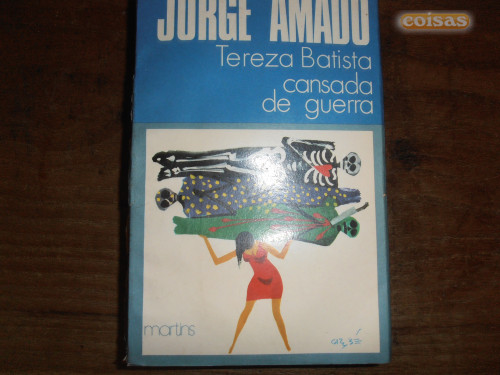 coisas
JORGE AMADO
Tereza Batista
cansada
de guerra
martins